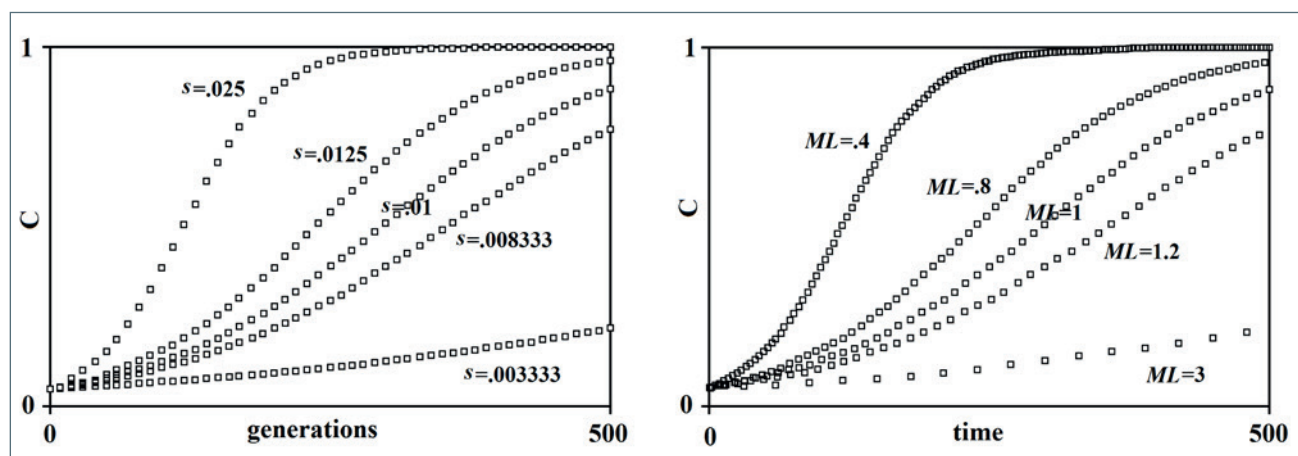 1
s=.025
s=.0125
s=.01
s=.008333
s=.003333
C
0
0
generations
500
1
ML=.4
ML=.8
ML=1
ML=1.2
ML=3
C
0
0
time
500